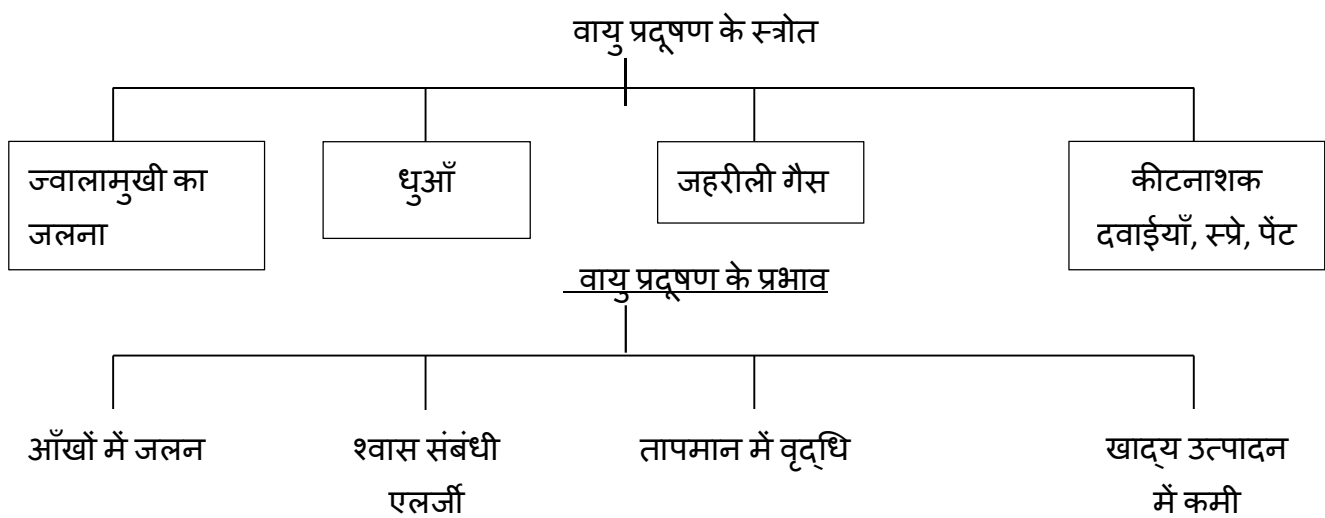 वायु प्रदूषण के स्त्रोत
ज्वालामुखी का
जलना
धुआँ
जहरीली गैस
कीटनाशक
दवाईयाँ, स्प्रे, पेंट
वायु प्रदूषण के प्रभाव
आँखों में जलन
श्वास संबंधी
एलर्जी
तापमान में वृद्धि
खाद्य उत्पादन
में कमी